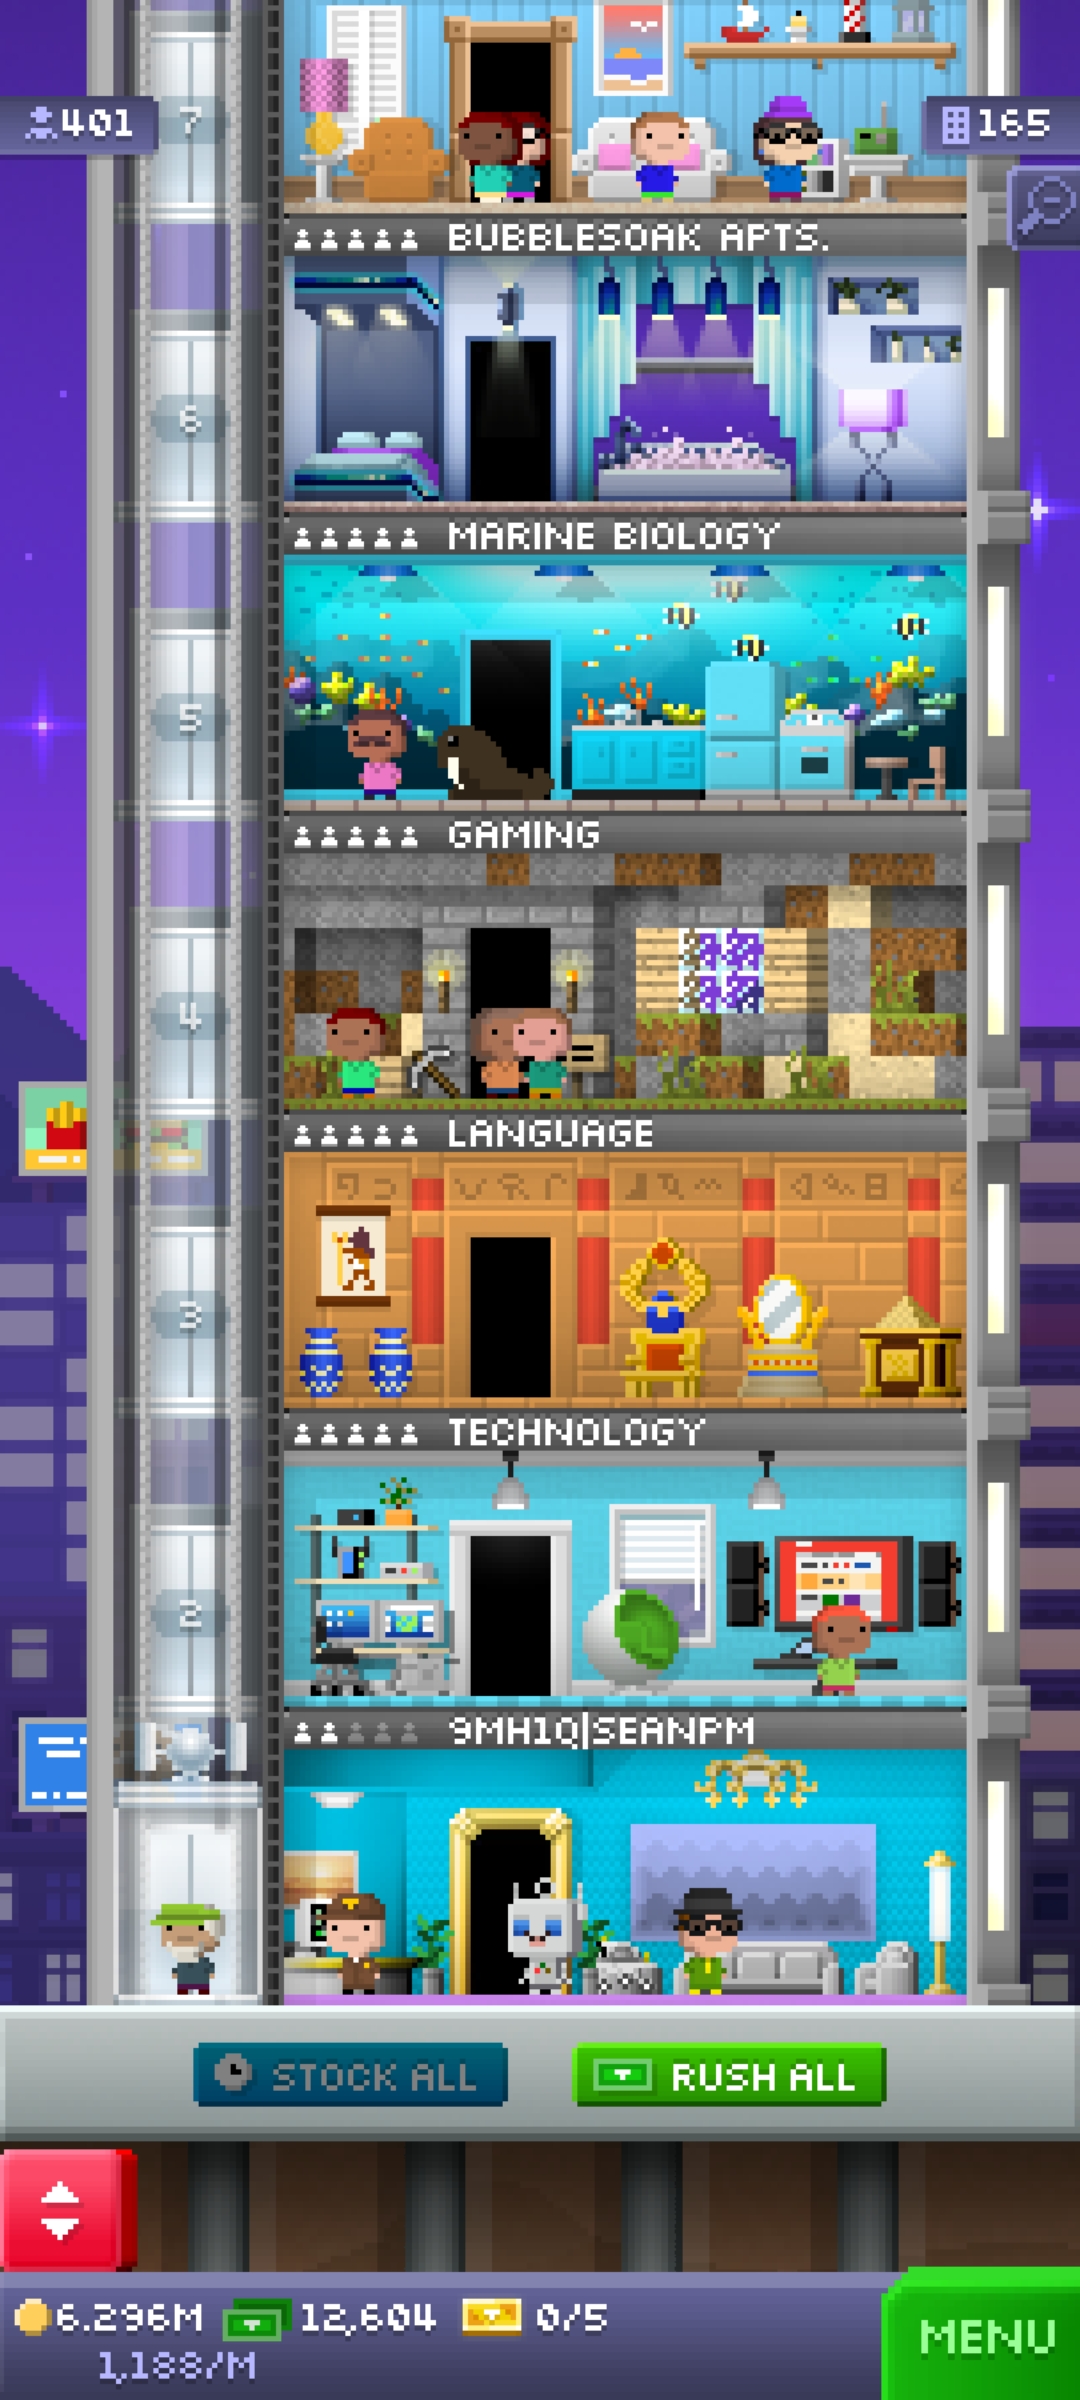 401
7
165
BUBBLESOAK APTS.
6
MARINE BIOLOGY
5
GAMING
4
LANGUAGE
3
TECHNOLOGY
2
9MH1Q|SEANPM
STOCK ALL
RUSH ALL
6.296M
12,604
0/5
1,188/M
MENU